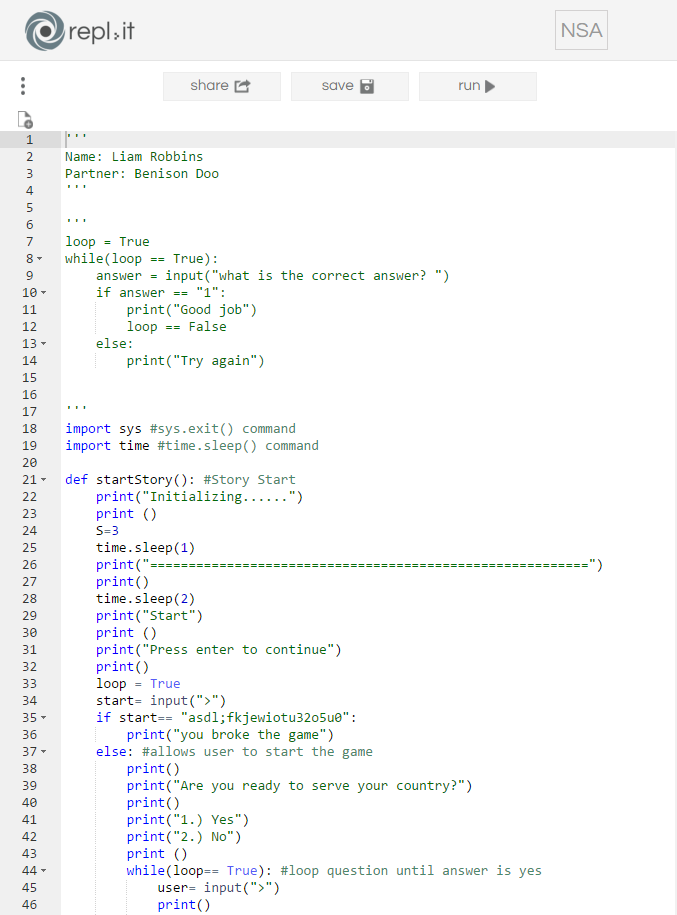 repl.it
NSA
share
save
run
1 '''
2 Name: Liam Robbins
3 Partner: Benison Doo
4 '''
5
6 '''
7 loop = True
8 while(loop == True):
9     answer = input("what is the correct answer? ")
10     if answer == "1":
11         print("Good job")
12         loop == False
13     else:
14         print("Try again")
15
16
17 '''
18 import sys #sys.exit() command
19 import time #time.sleep() command
20
21 def startStory(): #Story Start
22     print("Initializing......")
23     print ()
24     S=3
25     time.sleep(1)
26     print("=========================================================")
27     print()
28     time.sleep(2)
29     print("Start")
30     print ()
31     print("Press enter to continue")
32     print()
33     loop = True
34     start= input(">")
35     if start== "asdl;fkjewiotu32o5u0":
36         print("you broke the game")
37     else: #allows user to start the game
38         print()
39         print("Are you ready to serve your country?")
40         print()
41         print("1.) Yes")
42         print("2.) No")
43         print ()
44         while(loop== True): #loop question until answer is yes
45             user= input(">")
46             print()